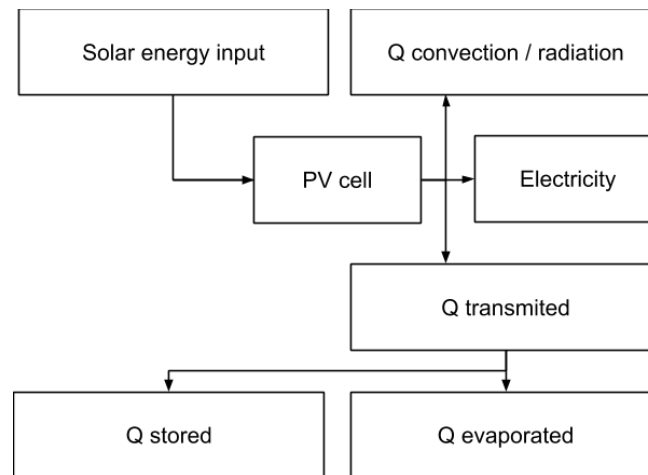 Solar energy input
Q convection / radiation
PV cell
Electricity
Q transmited
Q stored
Q evaporated